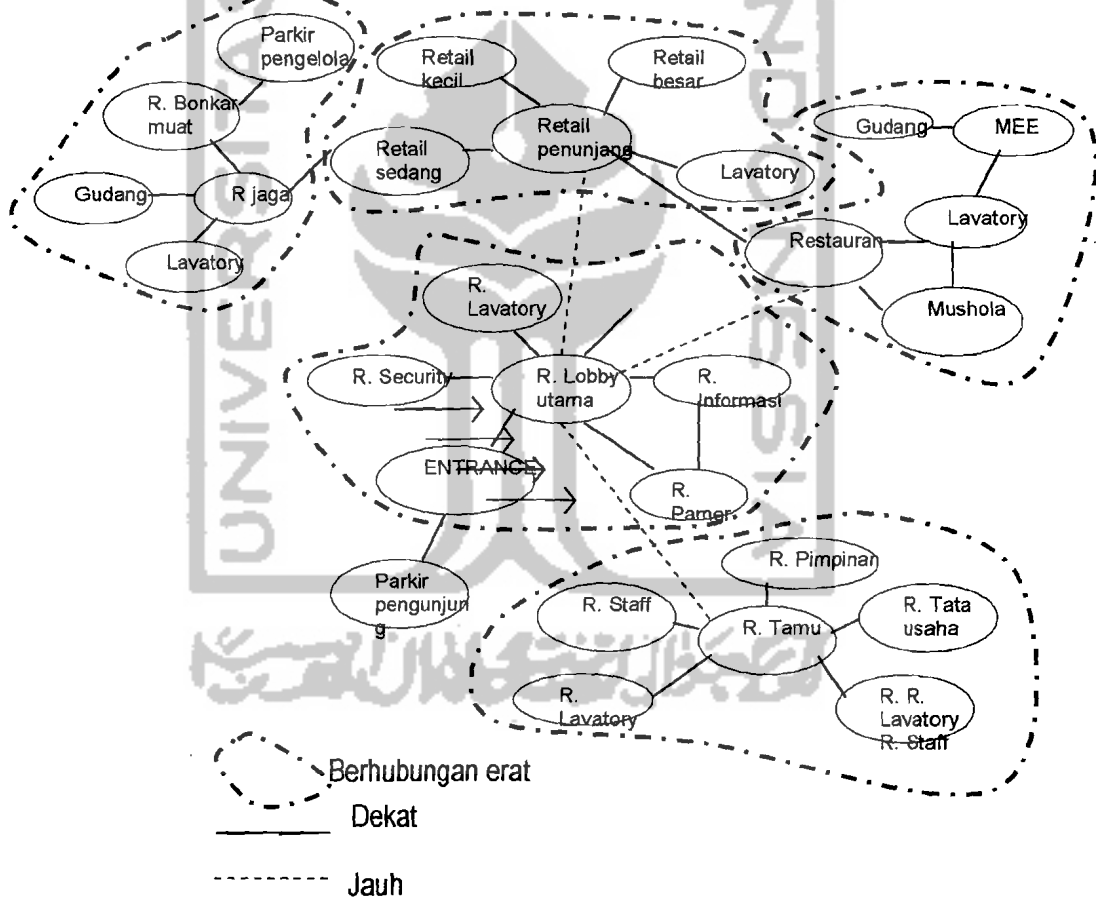 Parkir
pengelola
R. Bonkar
muat
Gudang
R jaga
Lavatory
Retail
kecil
Retail
besar
Retail
sedang
Retail
penunjang
Lavatory
Gudang
MEE
Lavatory
Restauran
Mushola
R.
Lavatory
R. Security
R. Lobby
utama
R.
Informasi
ENTRANCE
R.
Pamer
Parkir
pengunjun
g
R. Pimpinan
R. Staff
R. Tamu
R. Tata
usaha
R.
Lavatory
R. R.
Lavatory
R. Staff
Berhubungan erat
Dekat
Jauh